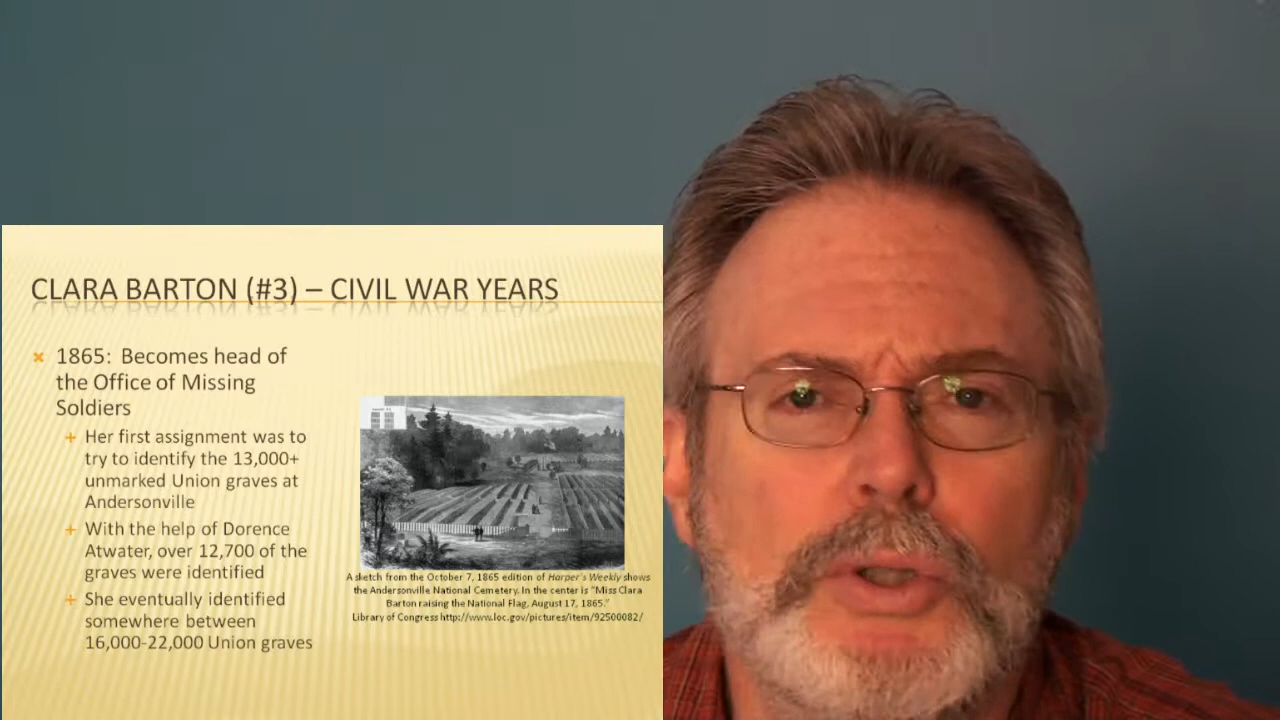 CLARA BARTON (#3) – CIVIL WAR YEARS
1865: Becomes head of
the Office of Missing
Soldiers
Her first assignment was to
try to identify the 13,000+
unmarked Union graves at
Andersonville
With the help of Dorence
Atwater, over 12,700 of the
graves were identified
She eventually identified
somewhere between
16,000-22,000 Union graves
A sketch from the October 7, 1865 edition of Harper's Weekly shows
the Andersonville National Cemetery. In the center is "Miss Clara
Barton raising the National Flag, August 17, 1865."
Library of Congress http://www.loc.gov/pictures/item/92500082/